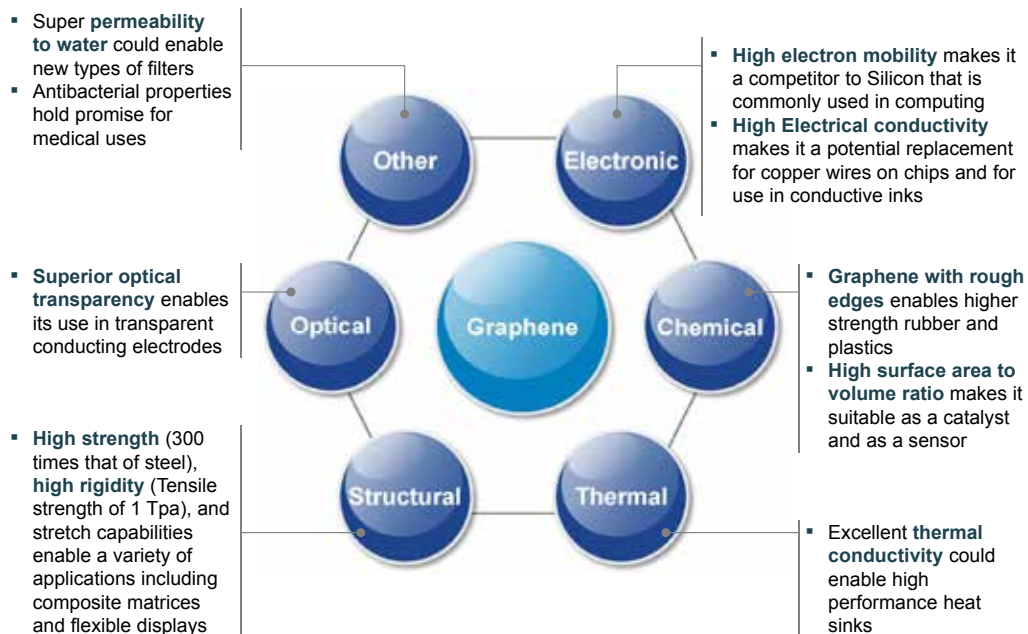 ▪ Super permeability
to water could enable
new types of filters
▪ Antibacterial properties
hold promise for
medical uses
▪ High electron mobility makes it
a competitor to Silicon that is
commonly used in computing
▪ High Electrical conductivity
makes it a potential replacement
for copper wires on chips and for
use in conductive inks
Other
Electronic
▪ Superior optical
transparency enables
its use in transparent
conducting electrodes
Optical
Graphene
Chemical
▪ Graphene with rough
edges enables higher
strength rubber and
plastics
▪ High surface area to
volume ratio makes it
suitable as a catalyst
and as a sensor
▪ High strength (300
times that of steel),
high rigidity (Tensile
strength of 1 Tpa), and
stretch capabilities
enable a variety of
applications including
composite matrices
and flexible displays
Structural
Thermal
▪ Excellent thermal
conductivity could
enable high
performance heat
sinks